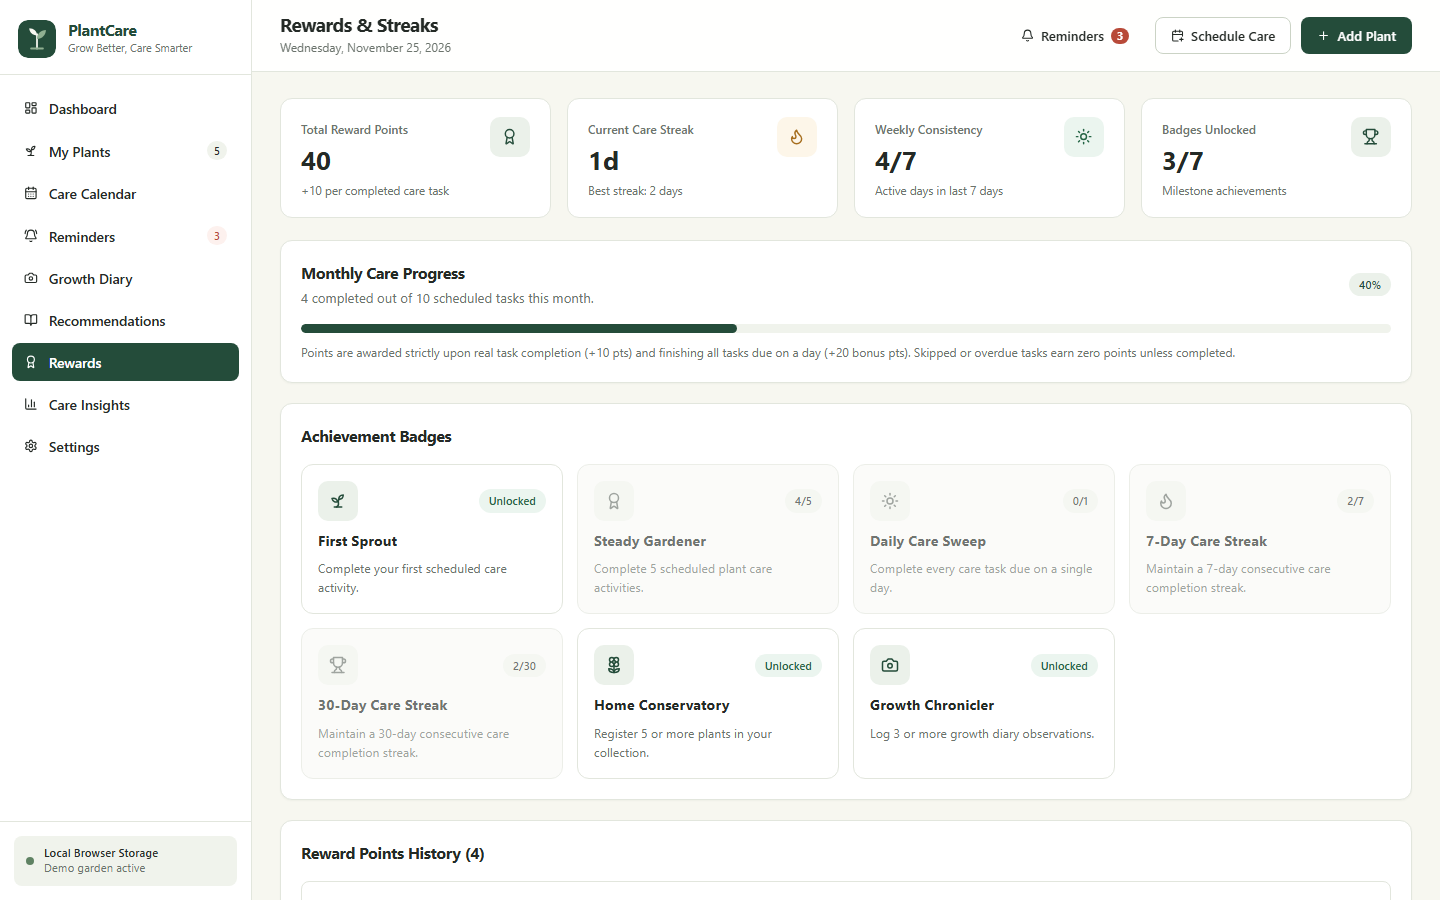 PlantCare
Grow Better, Care Smarter
Dashboard
My Plants 5
Care Calendar
Reminders 3
Growth Diary
Recommendations
Rewards
Care Insights
Settings
Local Browser Storage
Demo garden active
Rewards & Streaks
Wednesday, November 25, 2026
Reminders 3
Schedule Care
Add Plant
Total Reward Points
40
+10 per completed care task
Current Care Streak
1d
Best streak: 2 days
Weekly Consistency
4/7
Active days in last 7 days
Badges Unlocked
3/7
Milestone achievements
Monthly Care Progress
4 completed out of 10 scheduled tasks this month.
40%
Points are awarded strictly upon real task completion (+10 pts) and finishing all tasks due on a day (+20 bonus pts). Skipped or overdue tasks earn zero points unless completed.
Achievement Badges
Unlocked
First Sprout
Complete your first scheduled care
activity.
4/5
Steady Gardener
Complete 5 scheduled plant care
activities.
0/1
Daily Care Sweep
Complete every care task due on a single
day.
2/7
7-Day Care Streak
Maintain a 7-day consecutive care
completion streak.
2/30
30-Day Care Streak
Maintain a 30-day consecutive care
completion streak.
Unlocked
Home Conservatory
Register 5 or more plants in your
collection.
Unlocked
Growth Chronicler
Log 3 or more growth diary observations.
Reward Points History (4)